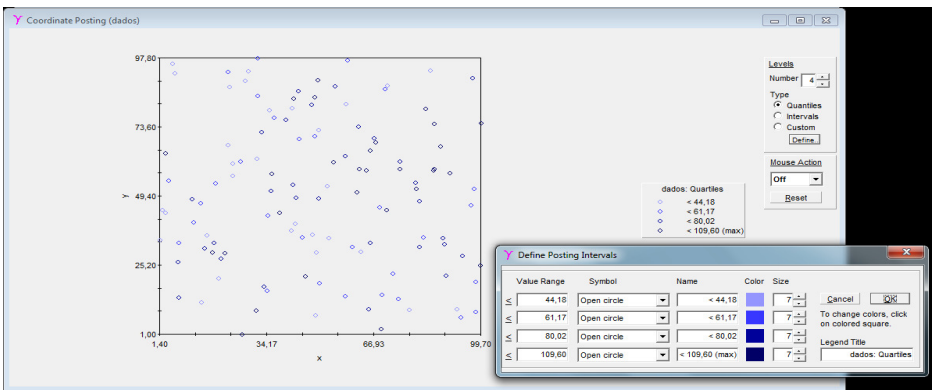 Coordinate Posting (dados)
97,80
73,60
49,40
25,20
1,00
Y
1,40
34,17
66,93
99,70
x
Levels
Number 4
Type
Quantiles
Intervals
Custom
Define...
Mouse Action
Off
Reset
dados: Quartiles
< 44,18
< 61,17
< 80,02
< 109,60 (max)
Define Posting Intervals
Value Range Symbol Name Color Size
≤ 44,18 Open circle < 44,18 7
≤ 61,17 Open circle < 61,17 7
≤ 80,02 Open circle < 80,02 7
≤ 109,60 Open circle < 109,60 (max) 7
Cancel OK
To change colors, click
on colored square.
Legend Title
dados: Quartiles